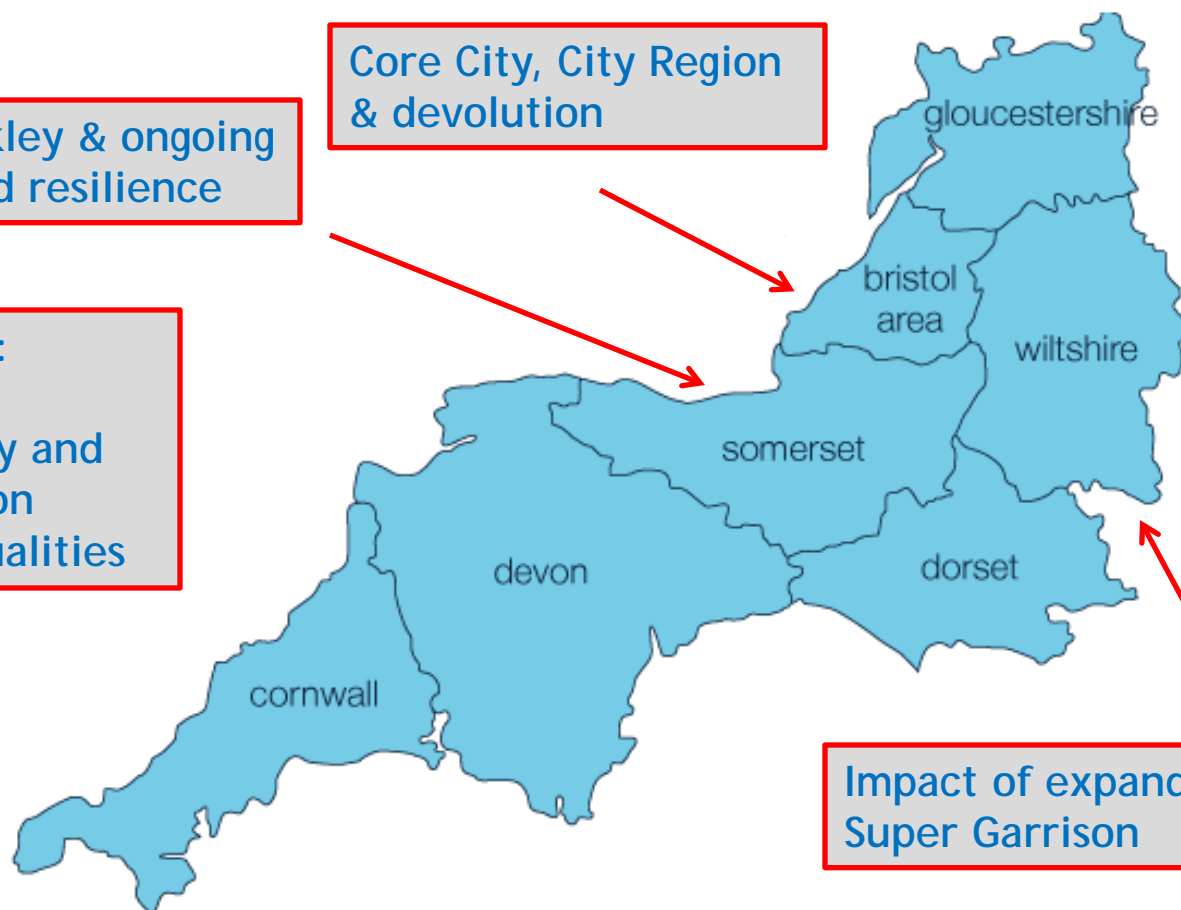 Core City, City Region
& devolution
kley & ongoing
d resilience
:
y and
on
ualities
gloucestershire
bristol
area
wiltshire
somerset
devon
dorset
cornwall
Impact of expand
Super Garrison